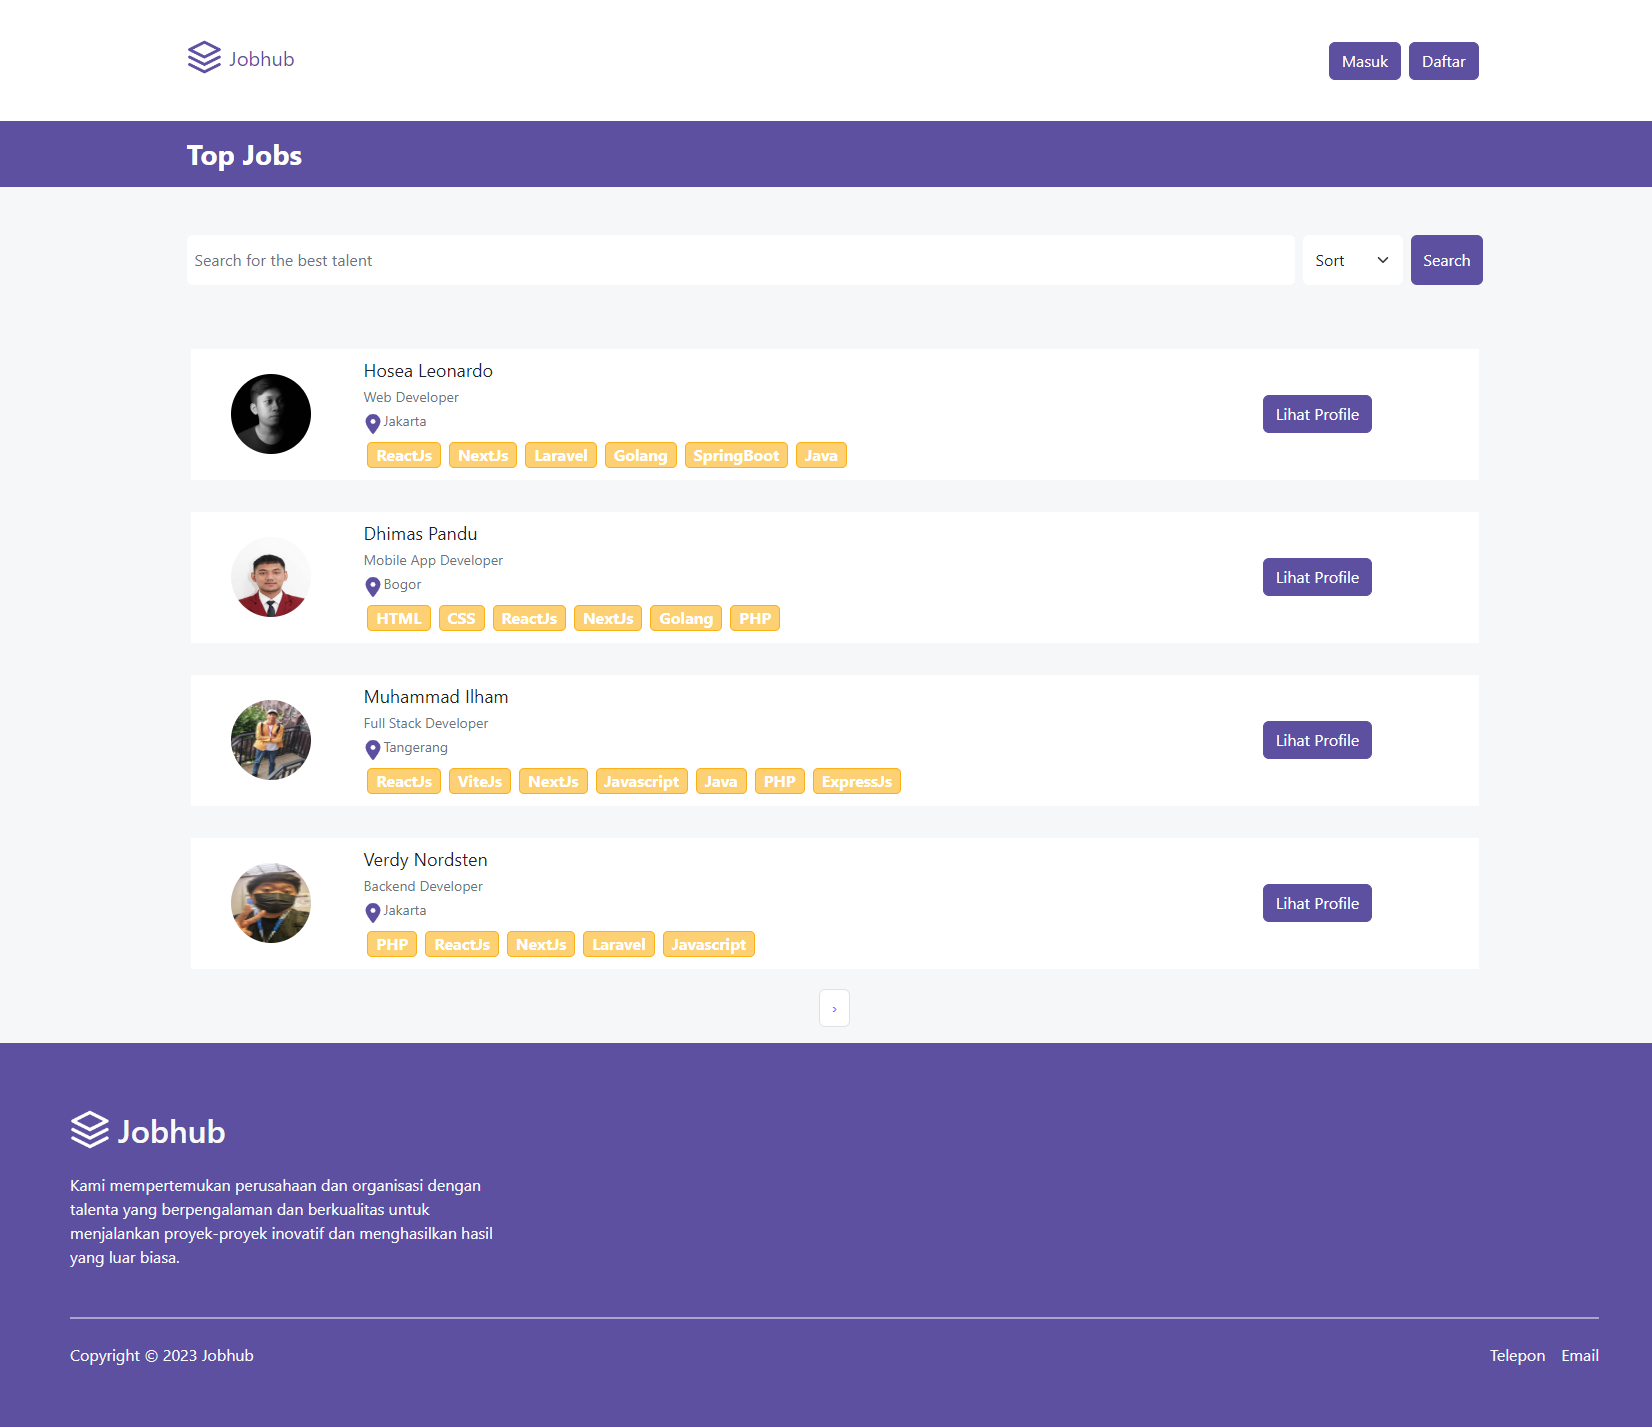 Jobhub
Masuk Daftar
Top Jobs
Search for the best talent Sort Search
Hosea Leonardo
Web Developer
Jakarta
ReactJs NextJs Laravel Golang SpringBoot Java
Lihat Profile
Dhimas Pandu
Mobile App Developer
Bogor
HTML CSS ReactJs NextJs Golang PHP
Lihat Profile
Muhammad Ilham
Full Stack Developer
Tangerang
ReactJs ViteJs NextJs Javascript Java PHP ExpressJs
Lihat Profile
Verdy Nordsten
Backend Developer
Jakarta
PHP ReactJs NextJs Laravel Javascript
Lihat Profile
›
Jobhub
Kami mempertemukan perusahaan dan organisasi dengan
talenta yang berpengalaman dan berkualitas untuk
menjalankan proyek-proyek inovatif dan menghasilkan hasil
yang luar biasa.
Copyright © 2023 Jobhub
Telepon Email